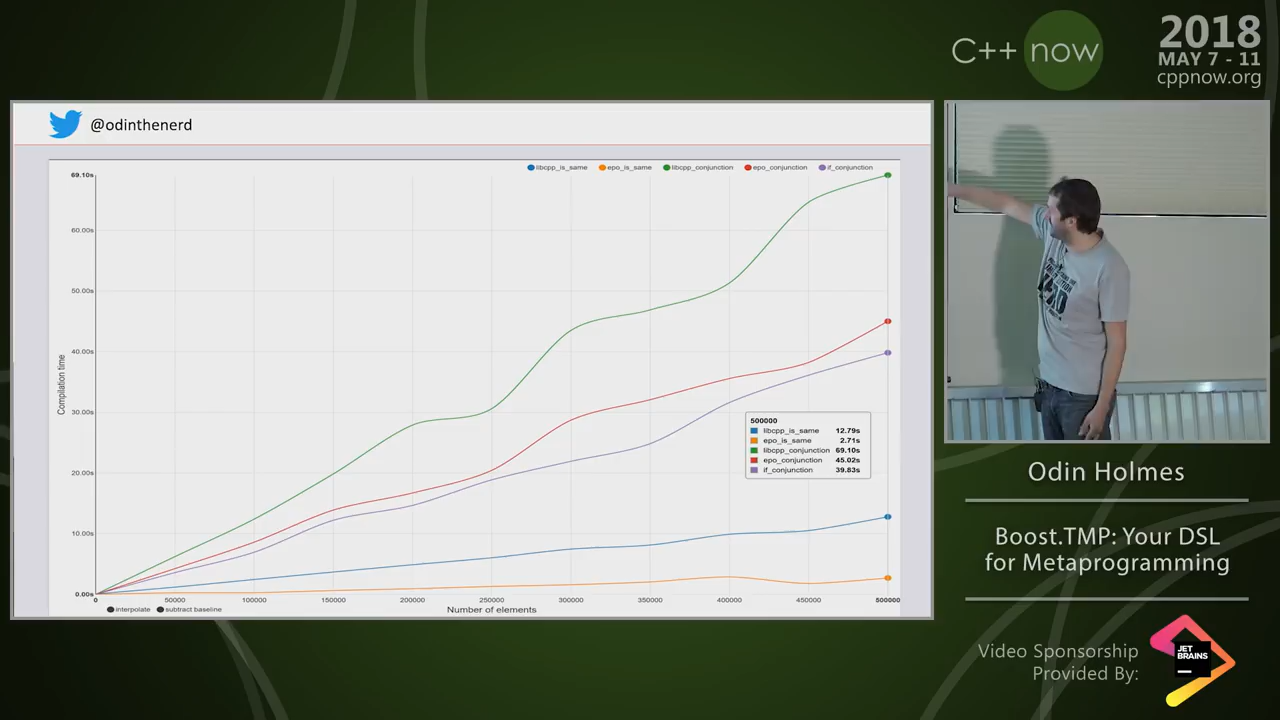 C++ now
2018
MAY 7 - 11
cppnow.org
@odinthenerd
libcpp_is_same epo_is_same libcpp_conjunction epo_conjunction if_conjunction
69.10s
60.00s
50.00s
40.00s
30.00s
20.00s
10.00s
0.00s
Compilation time
500000
libcpp_is_same 12.79s
epo_is_same 2.71s
libcpp_conjunction 69.10s
epo_conjunction 45.02s
if_conjunction 39.83s
0 50000 100000 150000 200000 250000 300000 350000 400000 450000 500000
interpolate subtract baseline
Number of elements
Odin Holmes
Boost.TMP: Your DSL
for Metaprogramming
Video Sponsorship
Provided By:
JET
BRAINS